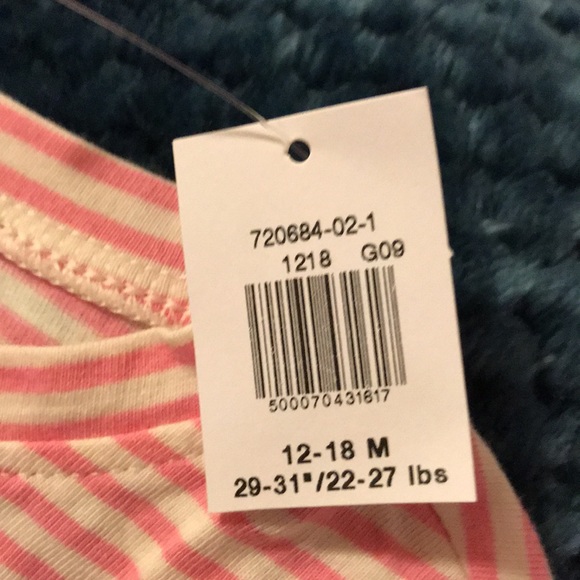 720684-02-1
1218 G09
500070431617
12-18 M
29-31"/22-27 lbs